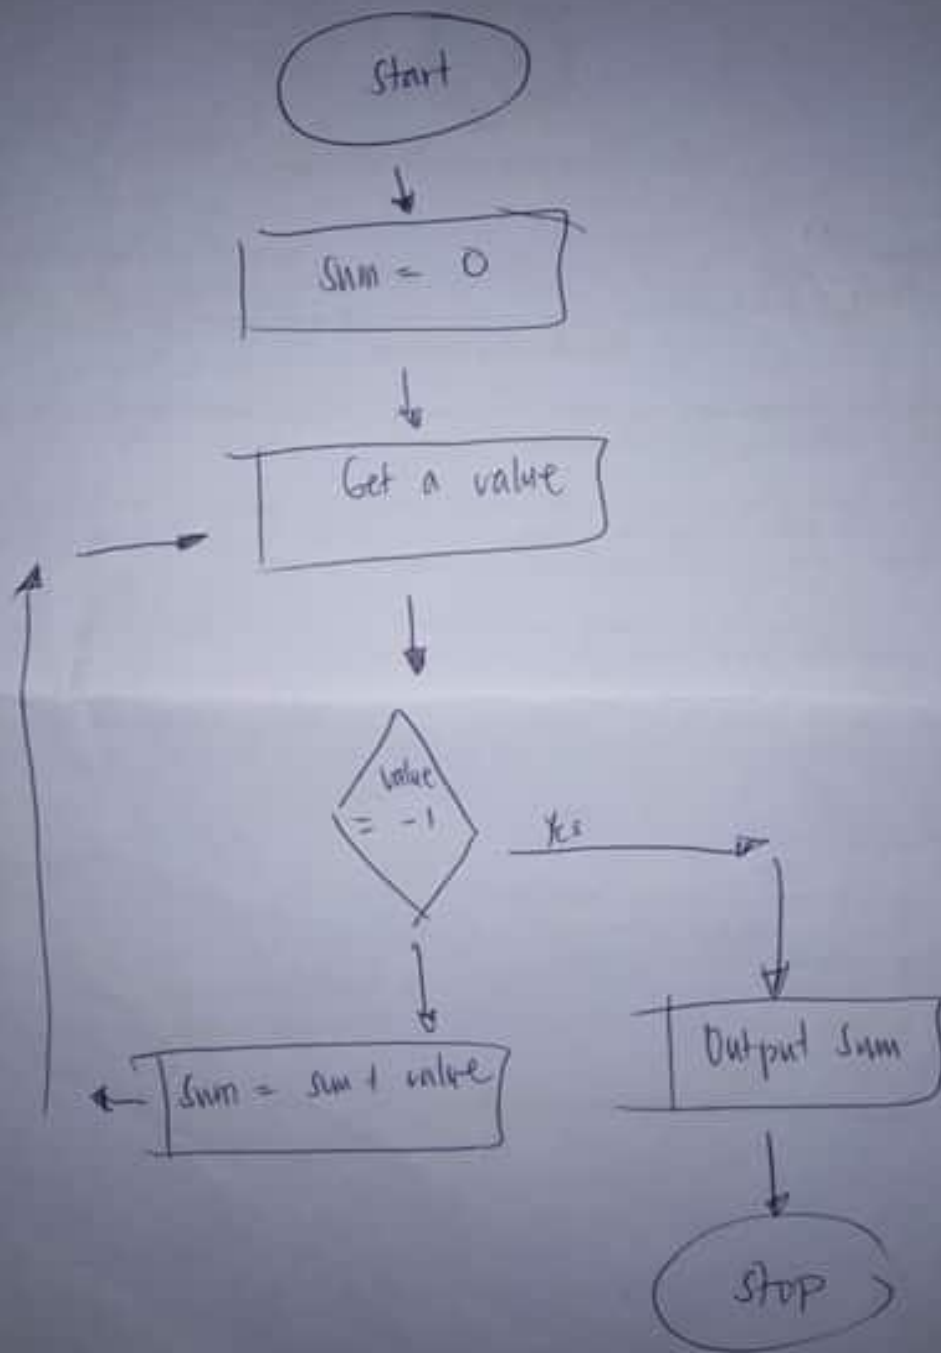 Start
Sum = 0
Get a value
value
= -1
Yes
Sum = sum + value
Output Sum
Stop